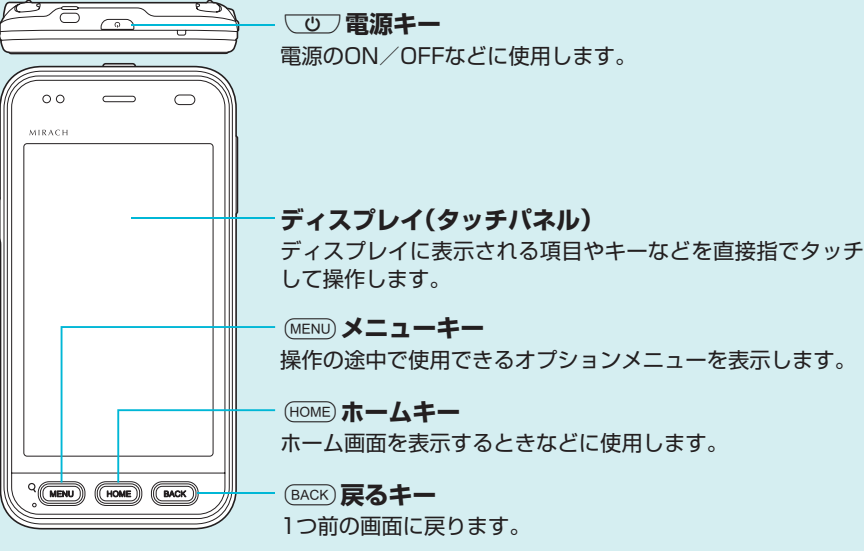 電源キー
電源のON／OFFなどに使用します。
MIRACH
ディスプレイ（タッチパネル）
ディスプレイに表示される項目やキーなどを直接指でタッチ
して操作します。
MENU メニューキー
操作の途中で使用できるオプションメニューを表示します。
HOME ホームキー
ホーム画面を表示するときなどに使用します。
MENU HOME BACK
BACK 戻るキー
1つ前の画面に戻ります。